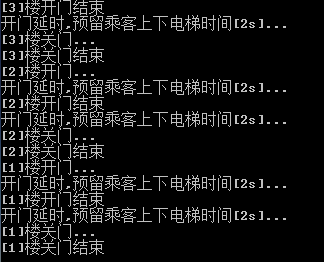 [3]楼开门结束
开门延时,预留乘客上下电梯时间[2s]...
[3]楼关门...
[3]楼关门结束
[2]楼开门...
开门延时,预留乘客上下电梯时间[2s]...
[2]楼开门结束
开门延时,预留乘客上下电梯时间[2s]...
[2]楼关门...
[2]楼关门结束
[1]楼开门...
开门延时,预留乘客上下电梯时间[2s]...
[1]楼开门结束
开门延时,预留乘客上下电梯时间[2s]...
[1]楼关门...
[1]楼关门结束